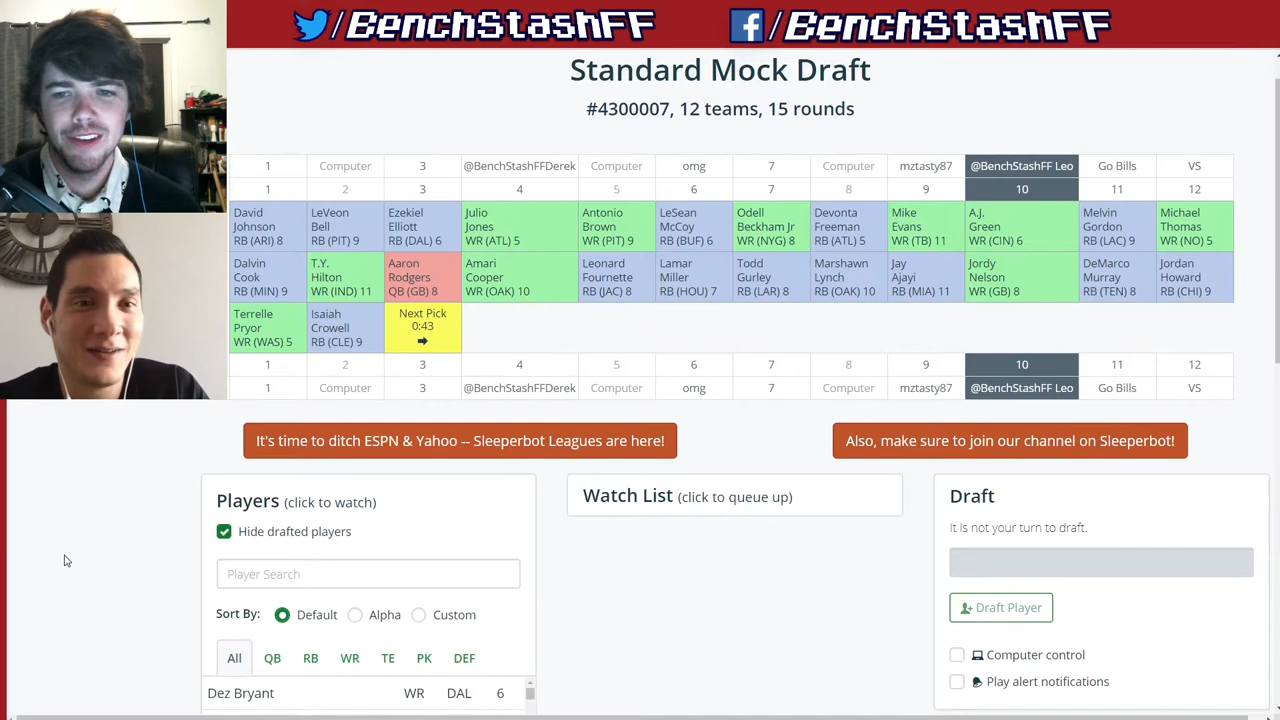 /BenchStashFF /BenchStashFF
Standard Mock Draft
#4300007, 12 teams, 15 rounds
1 Computer 3 @BenchStashFFDerek Computer omg 7 Computer mztasty87 @BenchStashFF Leo Go Bills VS
1 2 3 4 5 6 7 8 9 10 11 12
David LeVeon Ezekiel Julio Antonio LeSean Odell Devonta Mike A.J. Melvin Michael
Johnson Bell Elliott Jones Brown McCoy Beckham Jr Freeman Evans Green Gordon Thomas
RB (ARI) 8 RB (PIT) 9 RB (DAL) 6 WR (ATL) 5 WR (PIT) 9 RB (BUF) 6 WR (NYG) 8 RB (ATL) 5 WR (TB) 11 WR (CIN) 6 RB (LAC) 9 WR (NO) 5
Dalvin T.Y. Aaron Amari Leonard Lamar Todd Marshawn Jay Jordy DeMarco Jordan
Cook Hilton Rodgers Cooper Fournette Miller Gurley Lynch Ajayi Nelson Murray Howard
RB (MIN) 9 WR (IND) 11 QB (GB) 8 WR (OAK) 10 RB (JAC) 8 RB (HOU) 7 RB (LAR) 8 RB (OAK) 10 RB (MIA) 11 WR (GB) 8 RB (TEN) 8 RB (CHI) 9
Terrelle Isaiah Next Pick
Pryor Crowell 0:43
WR (WAS) 5 RB (CLE) 9
1 2 3 4 5 6 7 8 9 10 11 12
1 Computer 3 @BenchStashFFDerek Computer omg 7 Computer mztasty87 @BenchStashFF Leo Go Bills VS
It's time to ditch ESPN & Yahoo -- Sleeperbot Leagues are here! Also, make sure to join our channel on Sleeperbot!
Players (click to watch) Watch List (click to queue up) Draft
Hide drafted players It is not your turn to draft.
Player Search
Sort By: Default Alpha Custom Draft Player
All QB RB WR TE PK DEF Computer control
Dez Bryant WR DAL 6 Play alert notifications